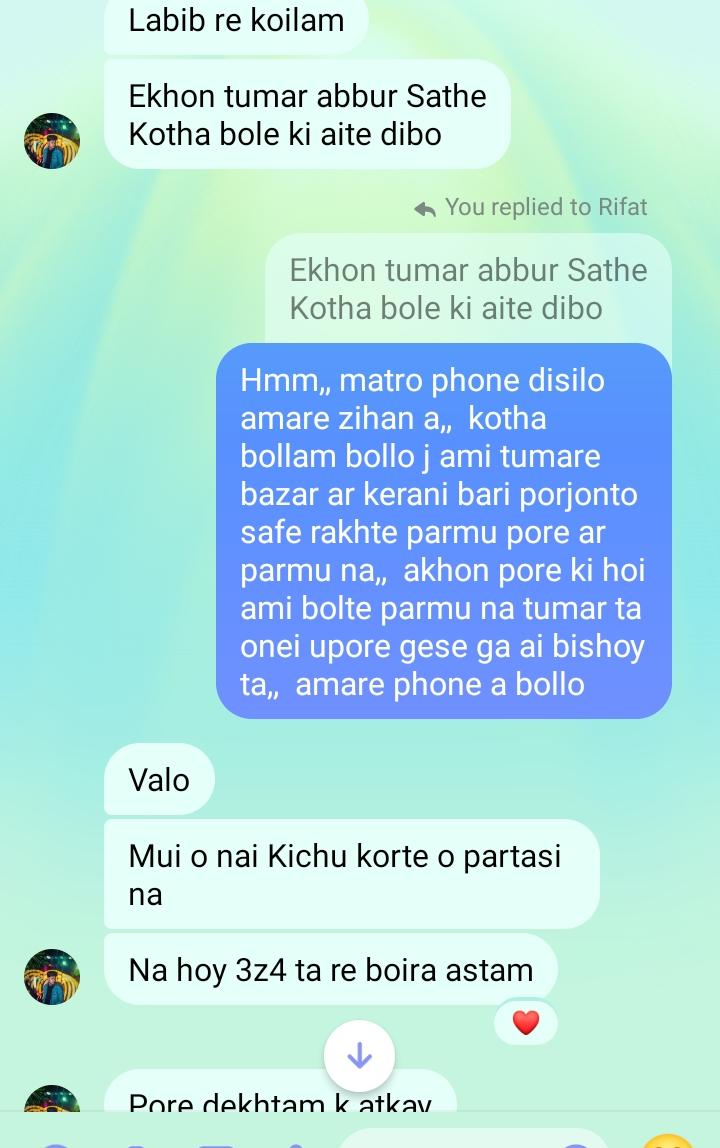 Labib re koilam
Ekhon tumar abbur Sathe
Kotha bole ki aite dibo
You replied to Rifat
Ekhon tumar abbur Sathe
Kotha bole ki aite dibo
Hmm,, matro phone disilo
amare zihan a,,  kotha
bollam bollo j ami tumare
bazar ar kerani bari porjonto
safe rakhte parmu pore ar
parmu na,,  akhon pore ki hoi
ami bolte parmu na tumar ta
onei upore gese ga ai bishoy
ta,,  amare phone a bollo
Valo
Mui o nai Kichu korte o partasi
na
Na hoy 3z4 ta re boira astam
Pore dekhtam k atkay